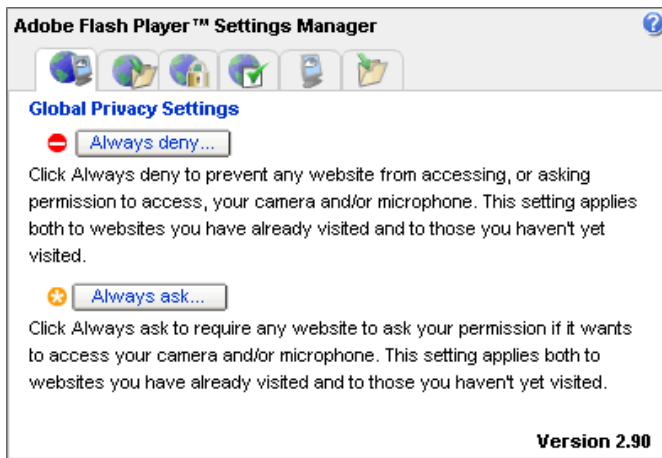 Adobe Flash Player™ Settings Manager
?
Global Privacy Settings
Always deny...
Click Always deny to prevent any website from accessing, or asking
permission to access, your camera and/or microphone. This setting applies
both to websites you have already visited and to those you haven't yet
visited.
Always ask...
Click Always ask to require any website to ask your permission if it wants
to access your camera and/or microphone. This setting applies both to
websites you have already visited and to those you haven't yet visited.
Version 2.90